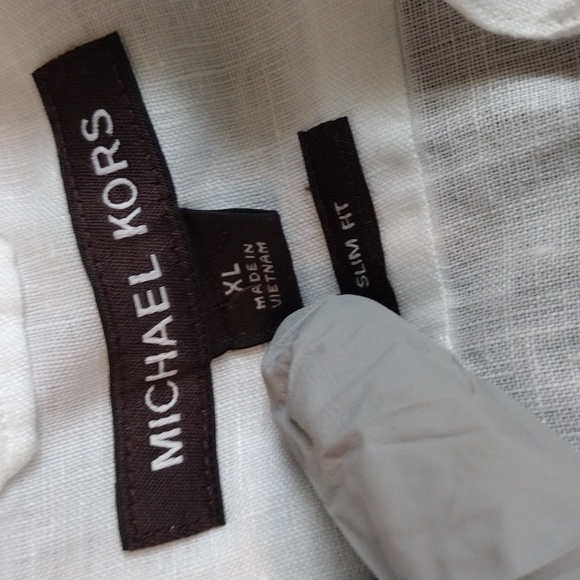 MICHAEL KORS
XL
MADE IN
VIETNAM
SLIM FIT